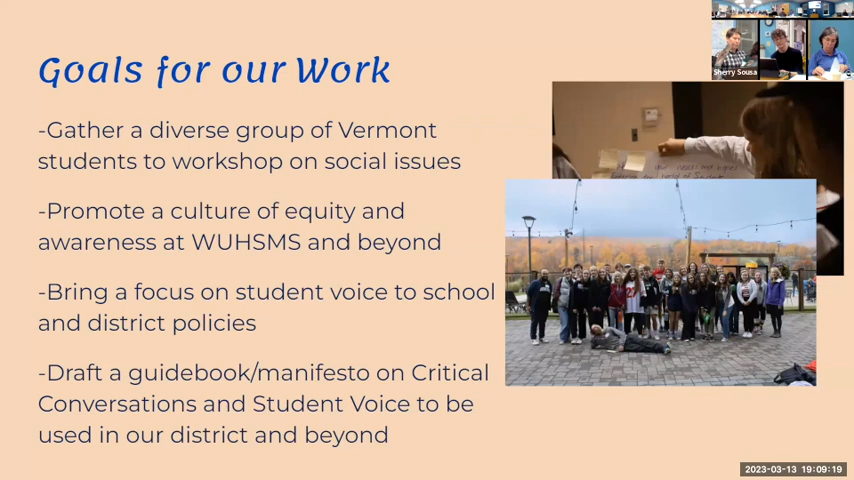 Goals for our Work
-Gather a diverse group of Vermont
students to workshop on social issues
-Promote a culture of equity and
awareness at WUHSMS and beyond
-Bring a focus on student voice to school
and district policies
-Draft a guidebook/manifesto on Critical
Conversations and Student Voice to be
used in our district and beyond
Sherry Sousa
2023-03-13 19:09:19